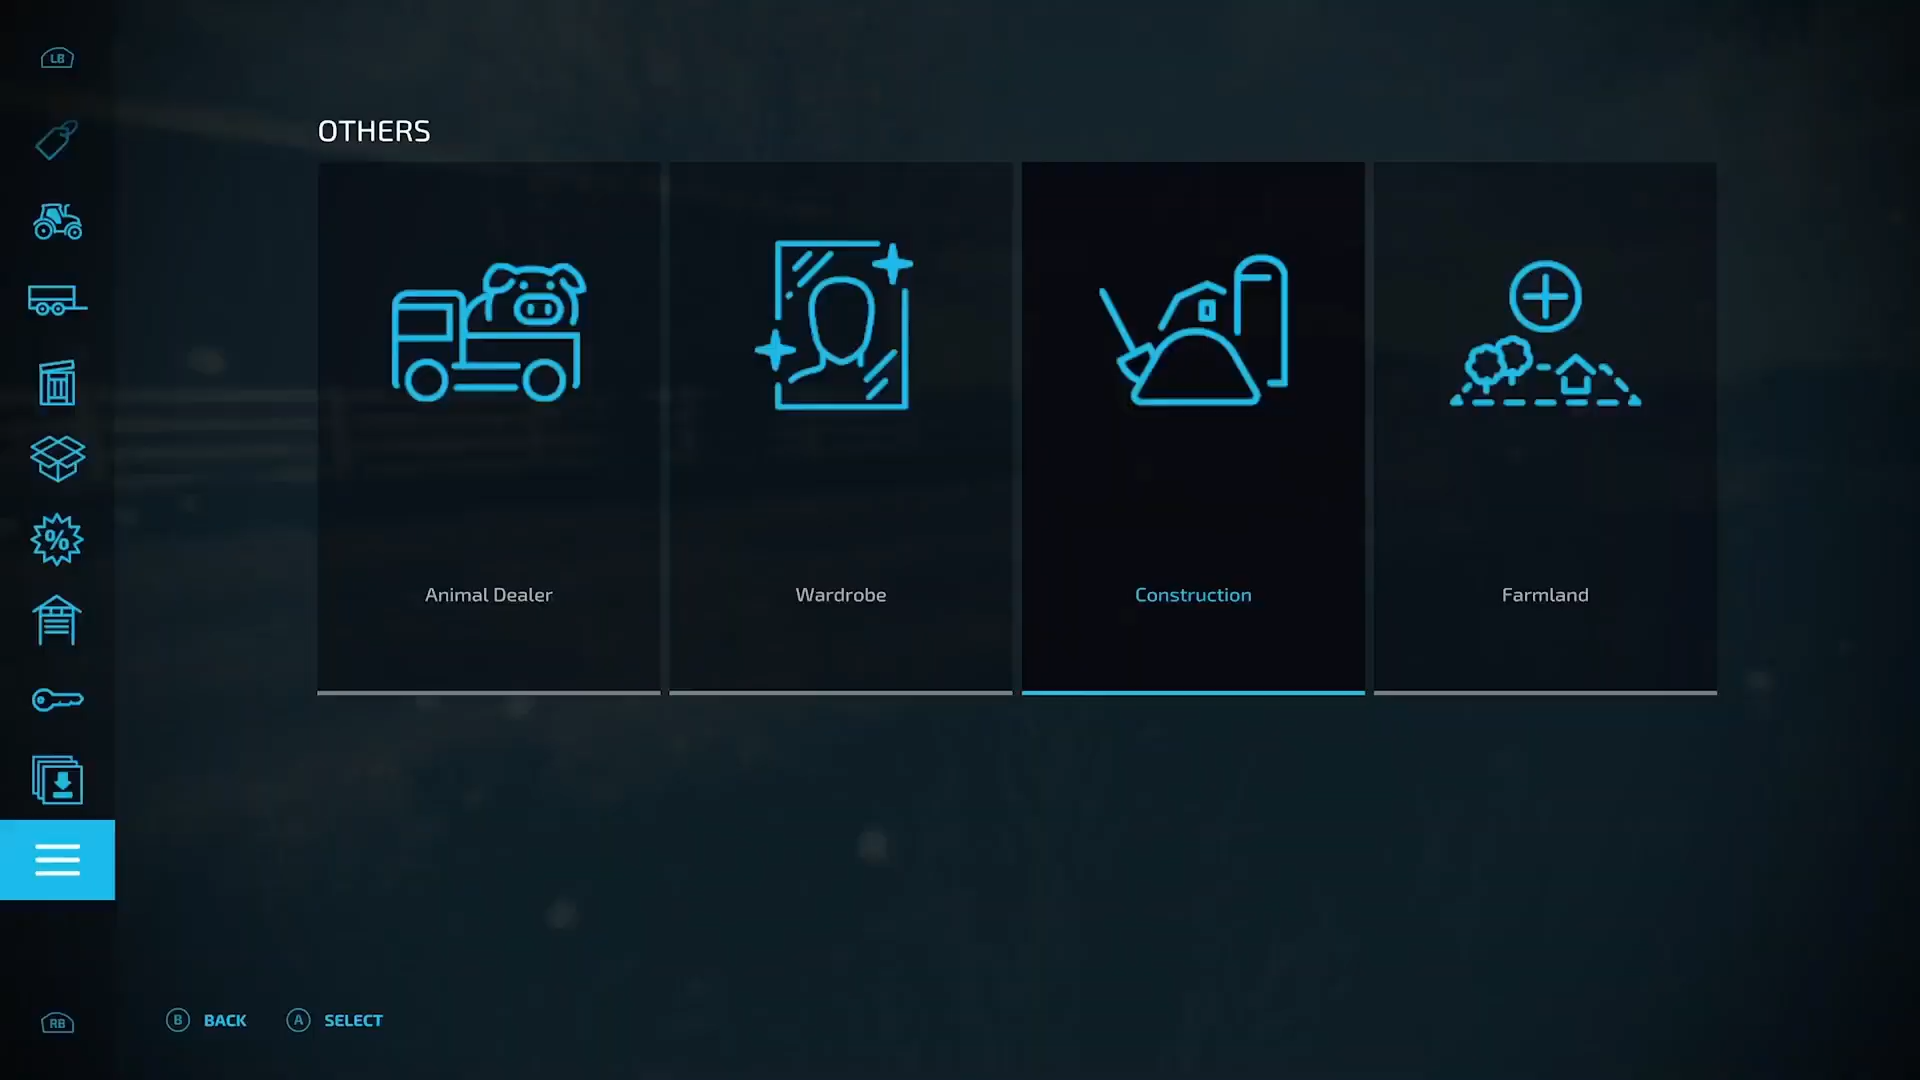 LB
OTHERS
%
Animal Dealer
Wardrobe
Construction
Farmland
RB
B BACK
A SELECT